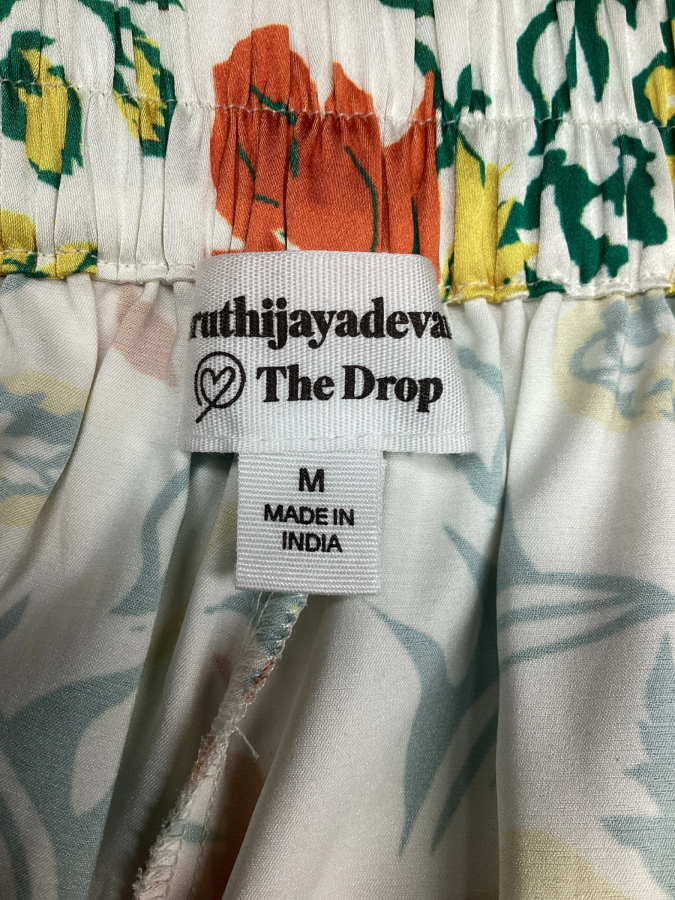 ruthijayadeva
The Drop
M
MADE IN
INDIA